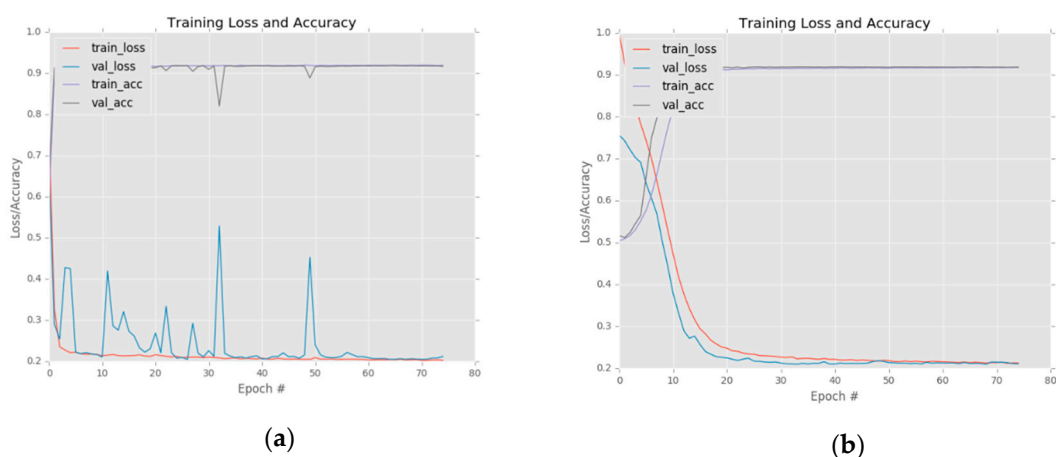 Training Loss and Accuracy
1.0
0.9
0.8
0.7
0.6
0.5
0.4
0.3
0.2
Loss/Accuracy
train_loss
val_loss
train_acc
val_acc
0 10 20 30 40 50 60 70 80
Epoch #
(a)
Training Loss and Accuracy
1.0
0.9
0.8
0.7
0.6
0.5
0.4
0.3
0.2
Loss/Accuracy
train_loss
val_loss
train_acc
val_acc
0 10 20 30 40 50 60 70 80
Epoch #
(b)